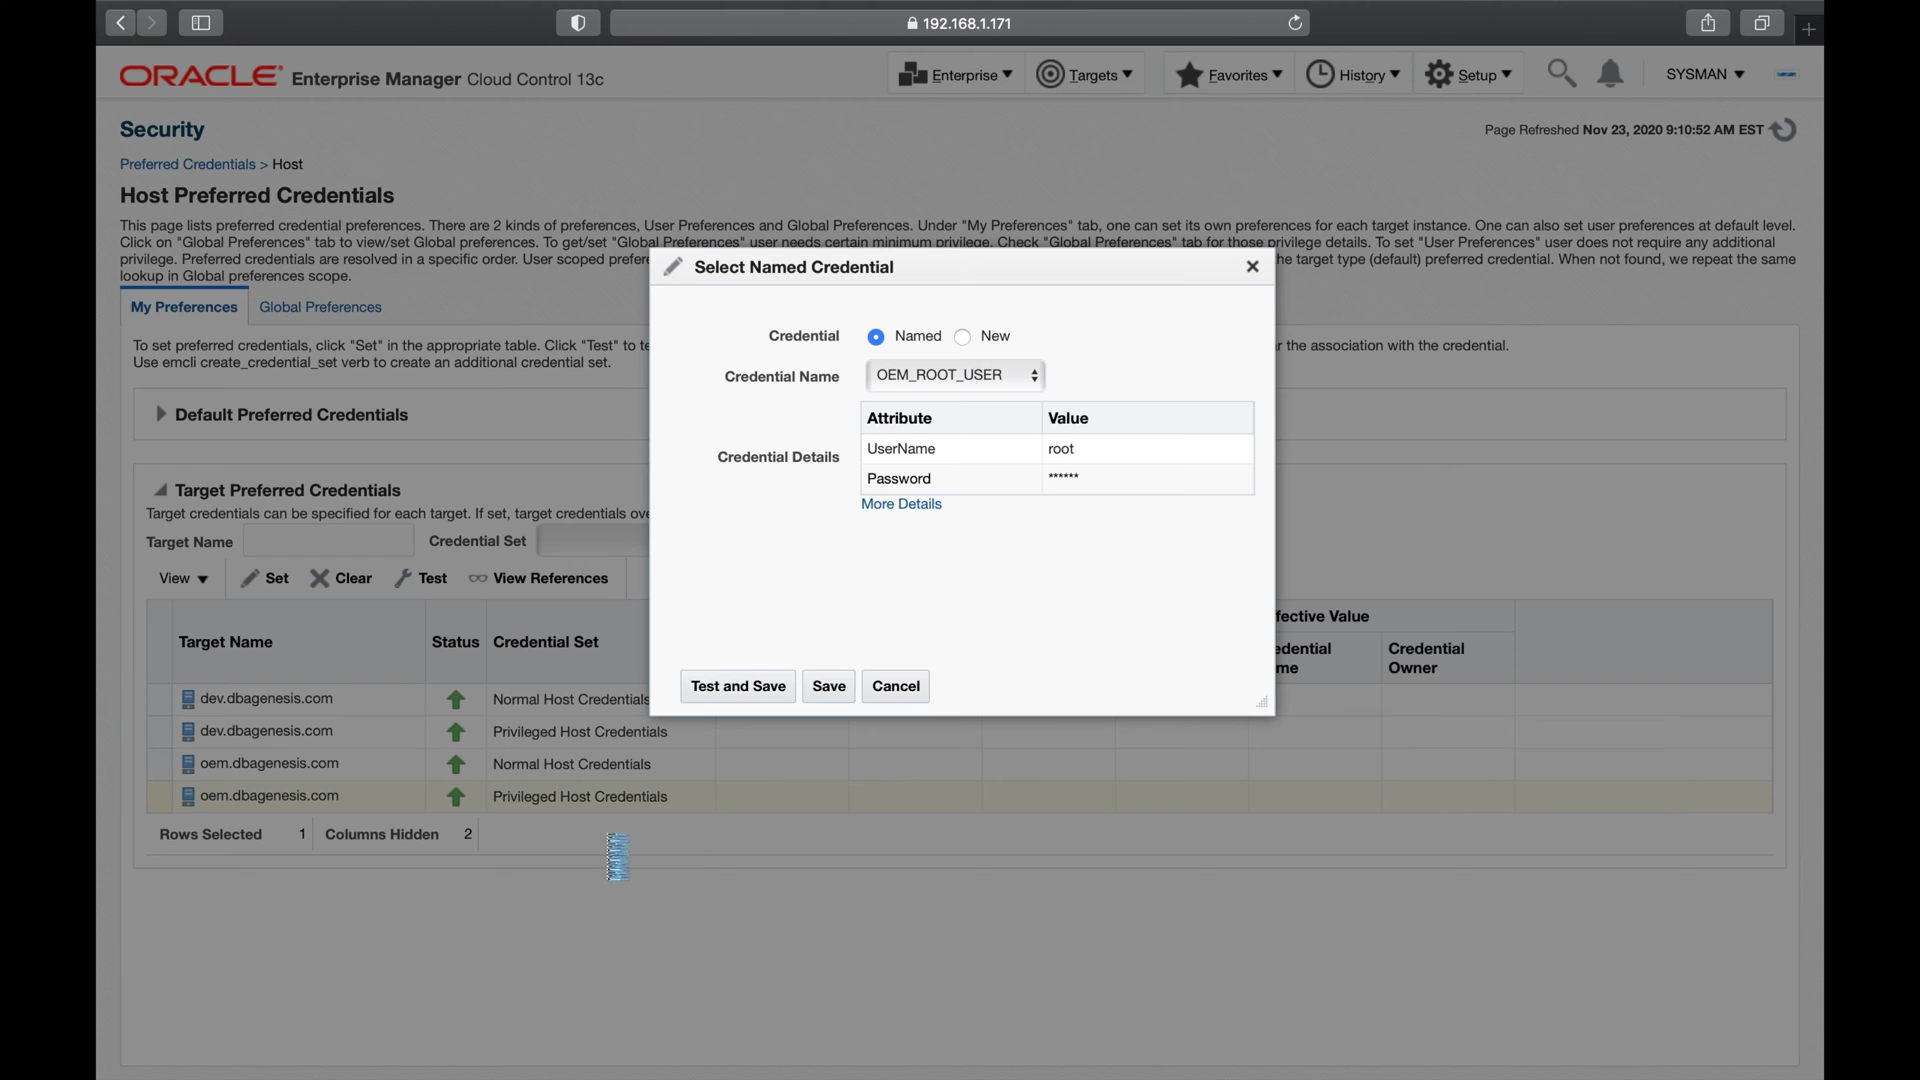 192.168.1.171
ORACLE Enterprise Manager Cloud Control 13c
Enterprise Targets Favorites History Setup SYSMAN
Security
Page Refreshed Nov 23, 2020 9:10:52 AM EST
Preferred Credentials > Host
Host Preferred Credentials
This page lists preferred credential preferences. There are 2 kinds of preferences, User Preferences and Global Preferences. Under "My Preferences" tab, one can set its own preferences for each target instance. One can also set user preferences at default level.
Click on "Global Preferences" tab to view/set Global preferences. To get/set "Global Preferences" user needs certain minimum privilege. Check "Global Preferences" tab for those privilege details. To set "User Preferences" user does not require any additional
privilege. Preferred credentials are resolved in a specific order. User scoped prefere he target type (default) preferred credential. When not found, we repeat the same
lookup in Global preferences scope.
Select Named Credential
My Preferences Global Preferences
To set preferred credentials, click "Set" in the appropriate table. Click "Test" to te r the association with the credential.
Use emcli create_credential_set verb to create an additional credential set.
Credential Named New
Credential Name OEM_ROOT_USER
Default Preferred Credentials
Attribute Value
UserName root
Credential Details
Password ******
More Details
Target Preferred Credentials
Target credentials can be specified for each target. If set, target credentials ove
Target Name Credential Set
View Set Clear Test View References
Target Name Status Credential Set
fective Value
edential
me
Credential
Owner
Test and Save Save Cancel
dev.dbagenesis.com Normal Host Credentials
dev.dbagenesis.com Privileged Host Credentials
oem.dbagenesis.com Normal Host Credentials
oem.dbagenesis.com Privileged Host Credentials
Rows Selected 1 Columns Hidden 2